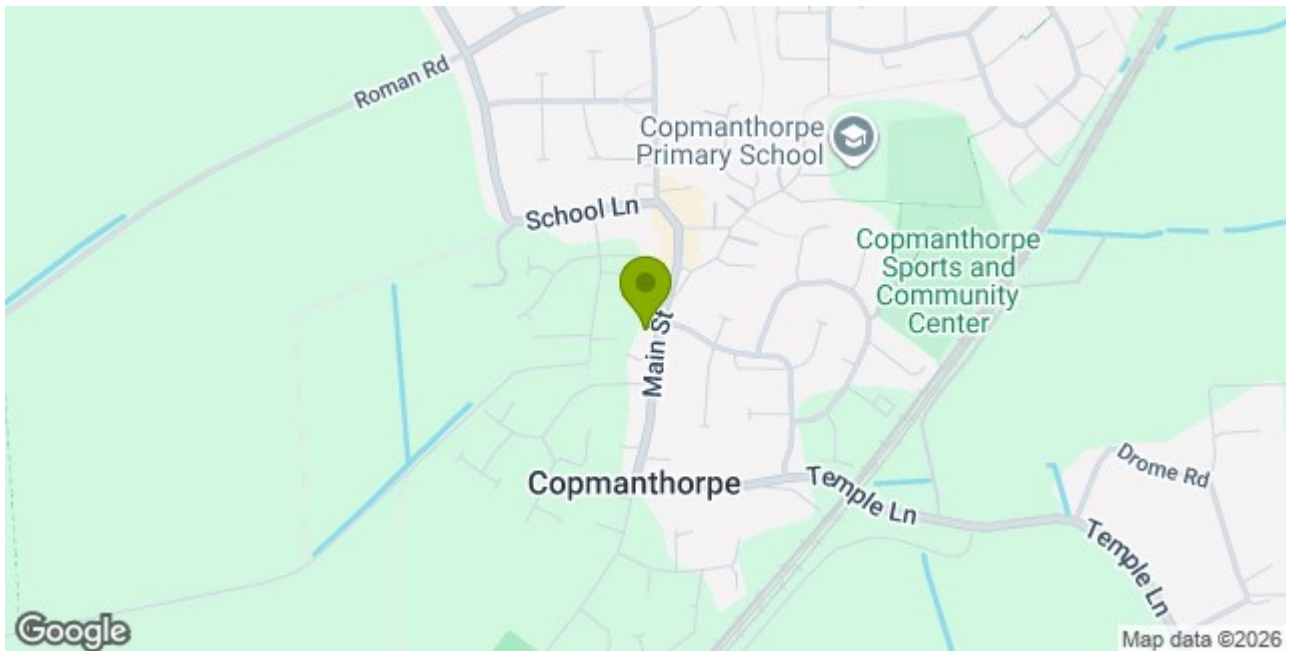 Roman Rd
Copmanthorpe
Primary School
School Ln
Copmanthorpe
Sports and
Community
Center
Main St
Drome Rd
Copmanthorpe
Temple Ln
Temple Ln
Google
Map data ©2026